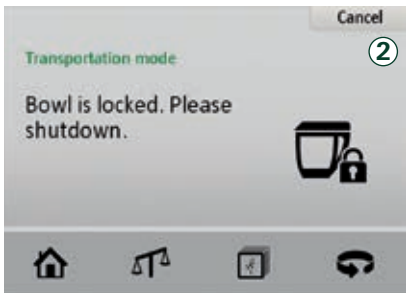 Cancel
Transportation mode
2
Bowl is locked. Please
shutdown.